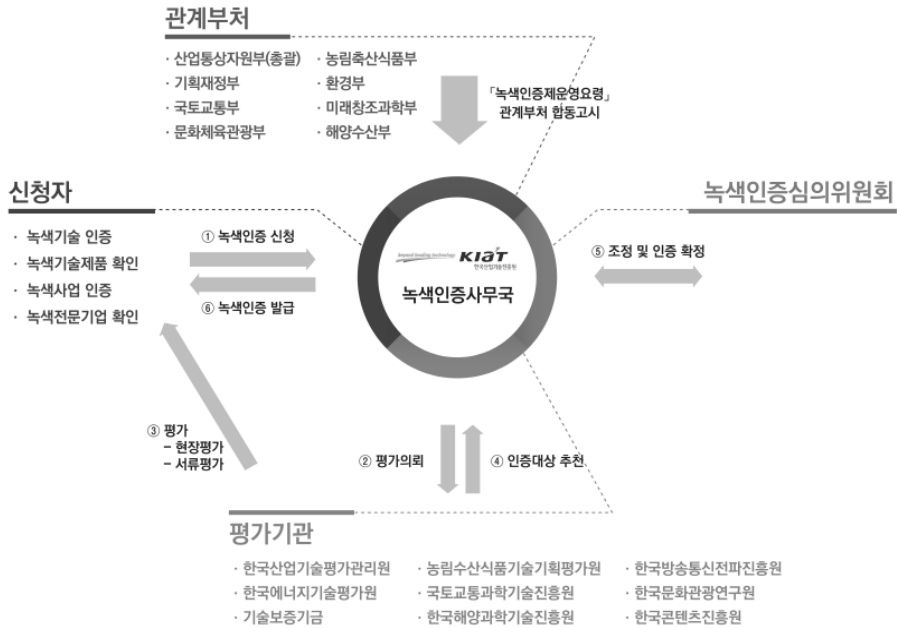 관계부처
· 산업통상자원부(총괄)
· 기획재정부
· 국토교통부
· 문화체육관광부
· 농림축산식품부
· 환경부
· 미래창조과학부
· 해양수산부
「녹색인증제운영요령」
관계부처 합동고시
신청자
· 녹색기술 인증
· 녹색기술제품 확인
· 녹색사업 인증
· 녹색전문기업 확인
① 녹색인증 신청
⑥ 녹색인증 발급
beyond leading technology KIAT
한국산업기술진흥원
녹색인증사무국
녹색인증심의위원회
⑤ 조정 및 인증 확정
③ 평가
– 현장평가
– 서류평가
② 평가의뢰
④ 인증대상 추천
평가기관
· 한국산업기술평가관리원
· 한국에너지기술평가원
· 기술보증기금
· 농림수산식품기술기획평가원
· 국토교통과학기술진흥원
· 한국해양과학기술진흥원
· 한국방송통신전파진흥원
· 한국문화관광연구원
· 한국콘텐츠진흥원